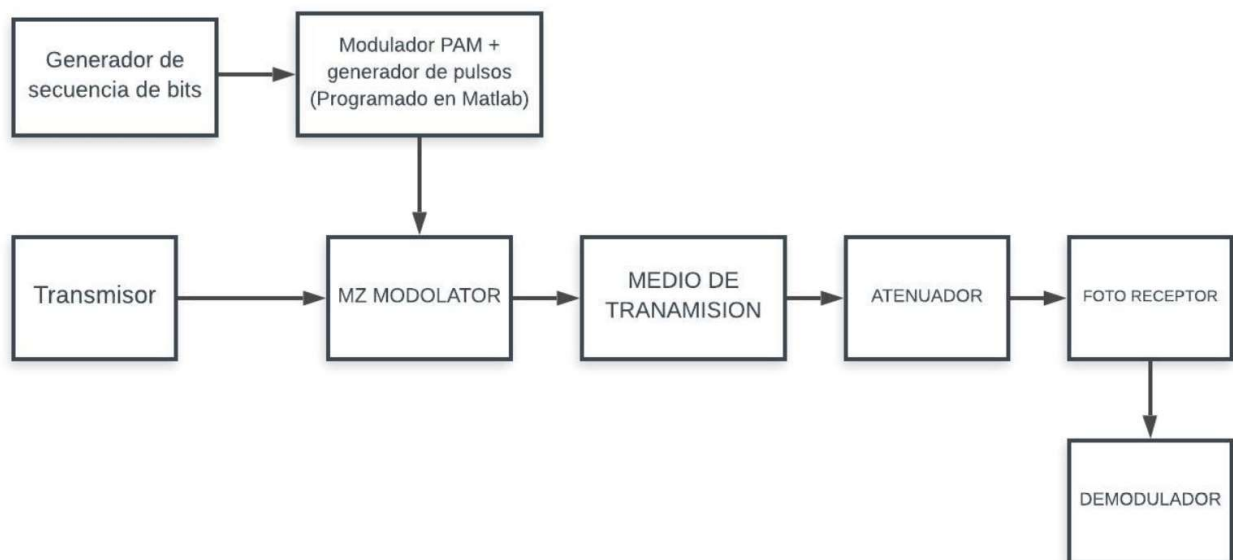 Generador de
secuencia de bits
Modulador PAM +
generador de pulsos
(Programado en Matlab)
Transmisor
MZ MODOLATOR
MEDIO DE
TRANAMISION
ATENUADOR
FOTO RECEPTOR
DEMODULADOR